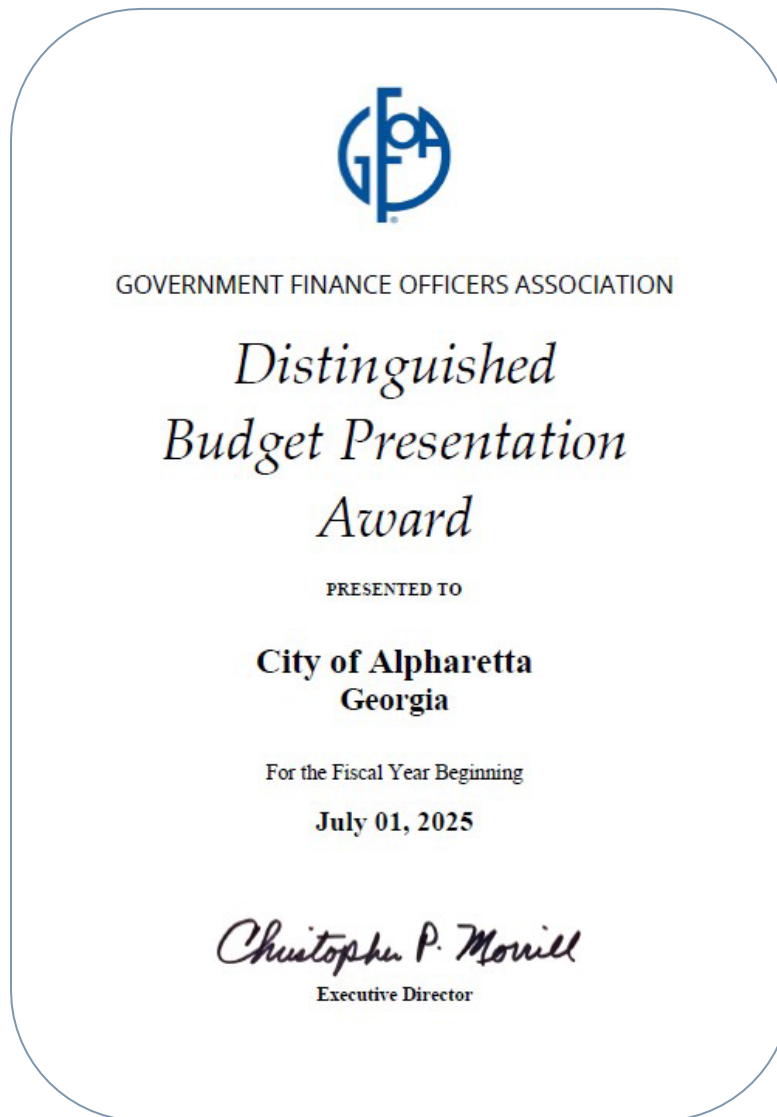 GFOA
GOVERNMENT FINANCE OFFICERS ASSOCIATION
Distinguished
Budget Presentation
Award
PRESENTED TO
City of Alpharetta
Georgia
For the Fiscal Year Beginning
July 01, 2025
Christopher P. Morrill
Executive Director